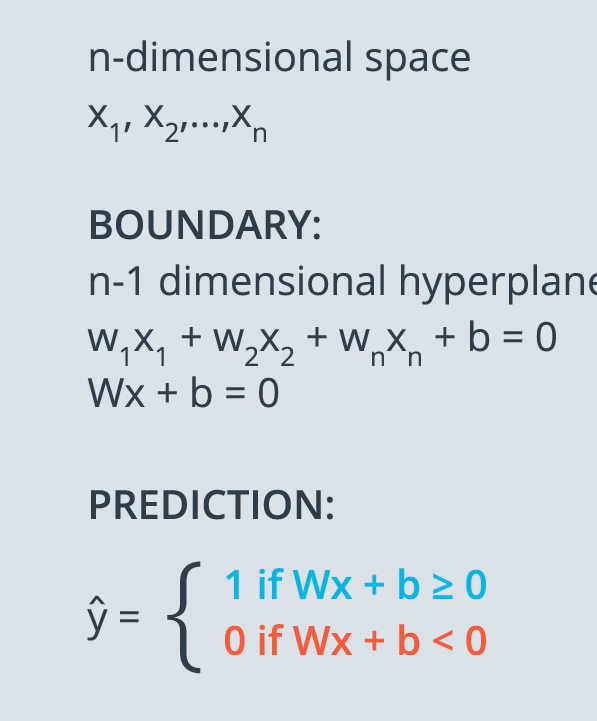 n-dimensional space
x₁, x₂,...,xₙ
BOUNDARY:
n-1 dimensional hyperplane
w₁x₁ + w₂x₂ + wₙxₙ + b = 0
Wx + b = 0
PREDICTION:
ŷ = { 1 if Wx + b ≥ 0
0 if Wx + b < 0